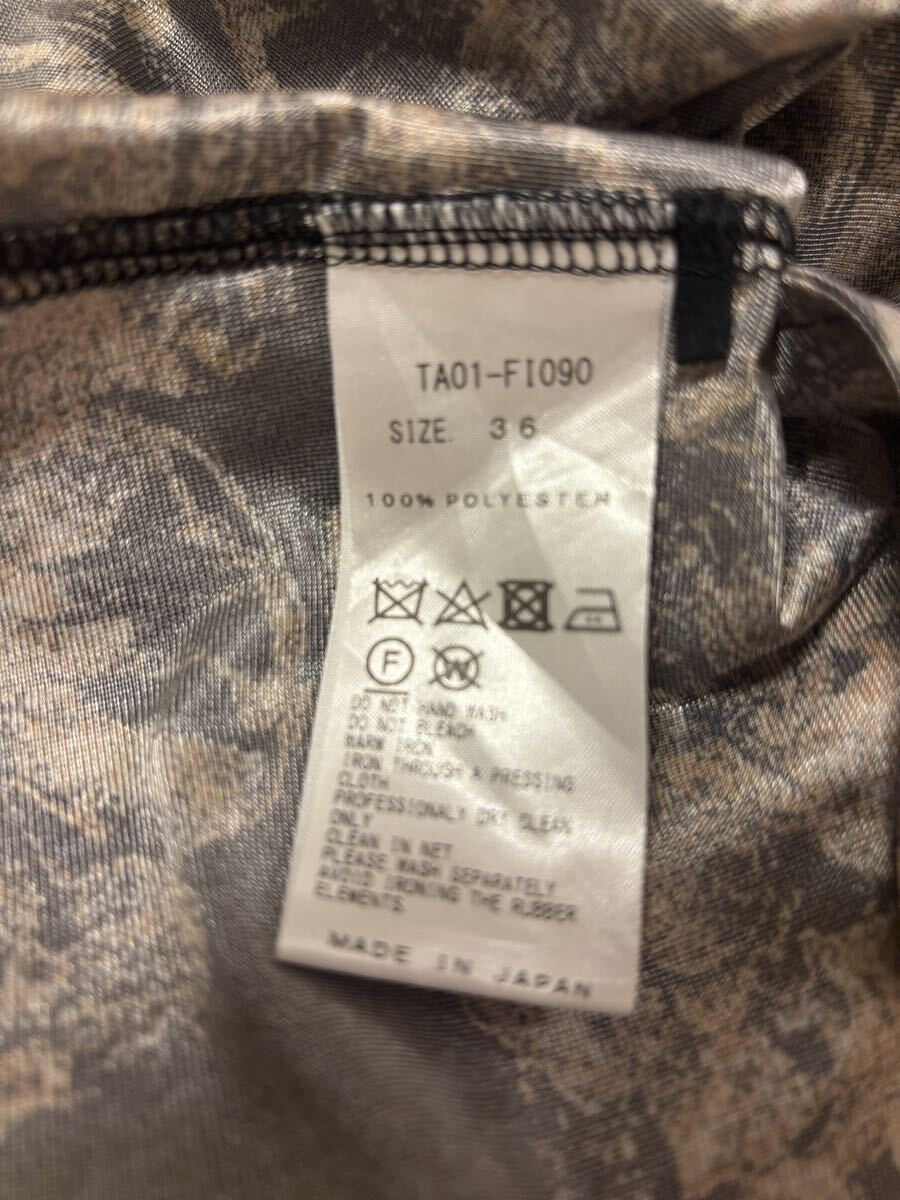 TA01-FI090
SIZE. 36
100% POLYESTER
F
W
DO NOT HAND WASH
DO NOT BLEACH
WARM IRON
IRON THROUGH A PRESSING
CLOTH
PROFESSIONALY DRY CLEAN
ONLY
CLEAN IN NET
PLEASE WASH SEPARATELY
AVOID IRONING THE RUBBER
ELEMENTS.
MADE IN JAPAN